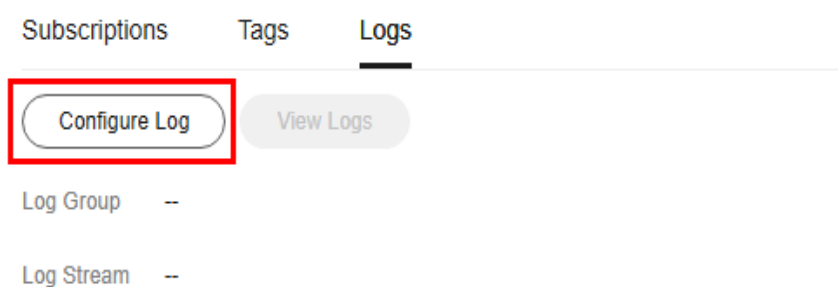 Subscriptions Tags Logs
Configure Log View Logs
Log Group --
Log Stream --